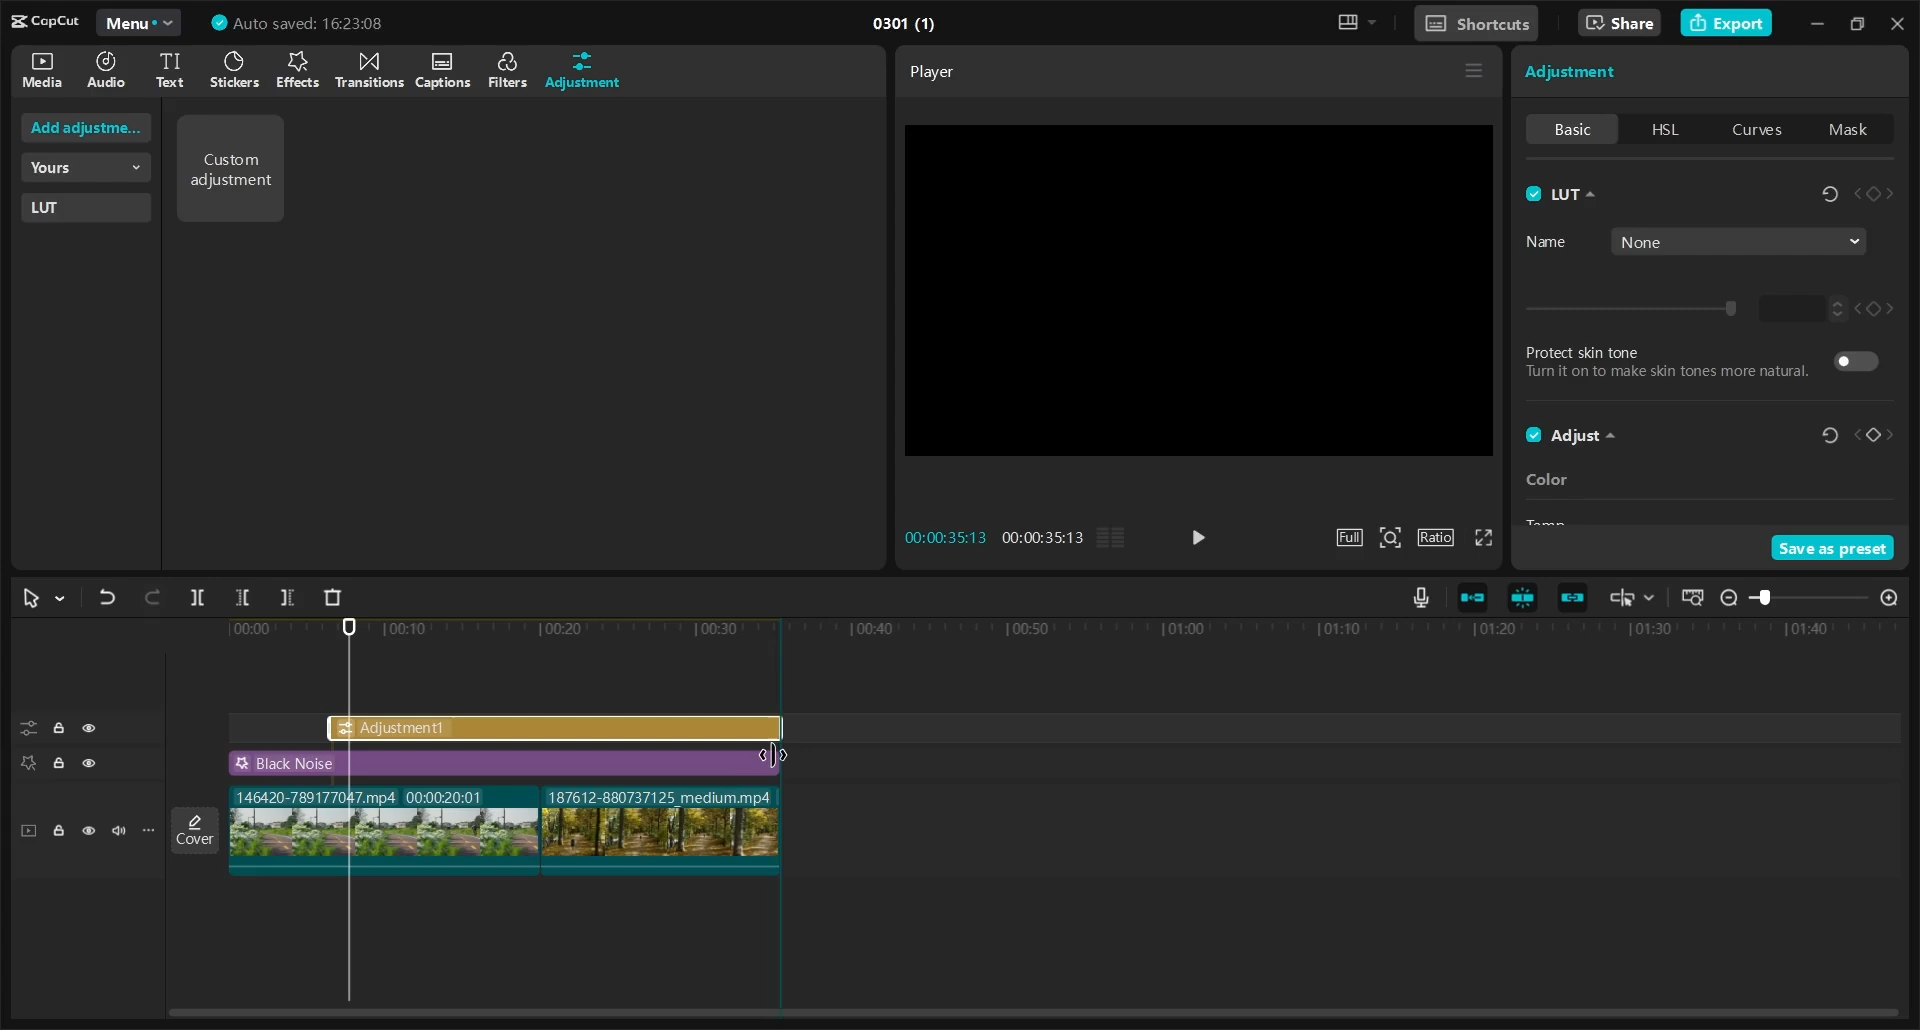 CapCut
Menu
Auto saved: 16:23:08
0301 (1)
Shortcuts
Share
Export
Media
Audio
Text
Stickers
Effects
Transitions
Captions
Filters
Adjustment
Add adjustme...
Yours
LUT
Custom
adjustment
Player
00:00:35:13
00:00:35:13
Full
Ratio
Adjustment
Basic
HSL
Curves
Mask
LUT
Name
None
Protect skin tone
Turn it on to make skin tones more natural.
Adjust
Color
Temp
Save as preset
00:00
00:10
00:20
00:30
00:40
00:50
01:00
01:10
01:20
01:30
01:40
Adjustment1
Black Noise
146420-789177047.mp4 00:00:20:01
187612-880737125_medium.mp4
Cover